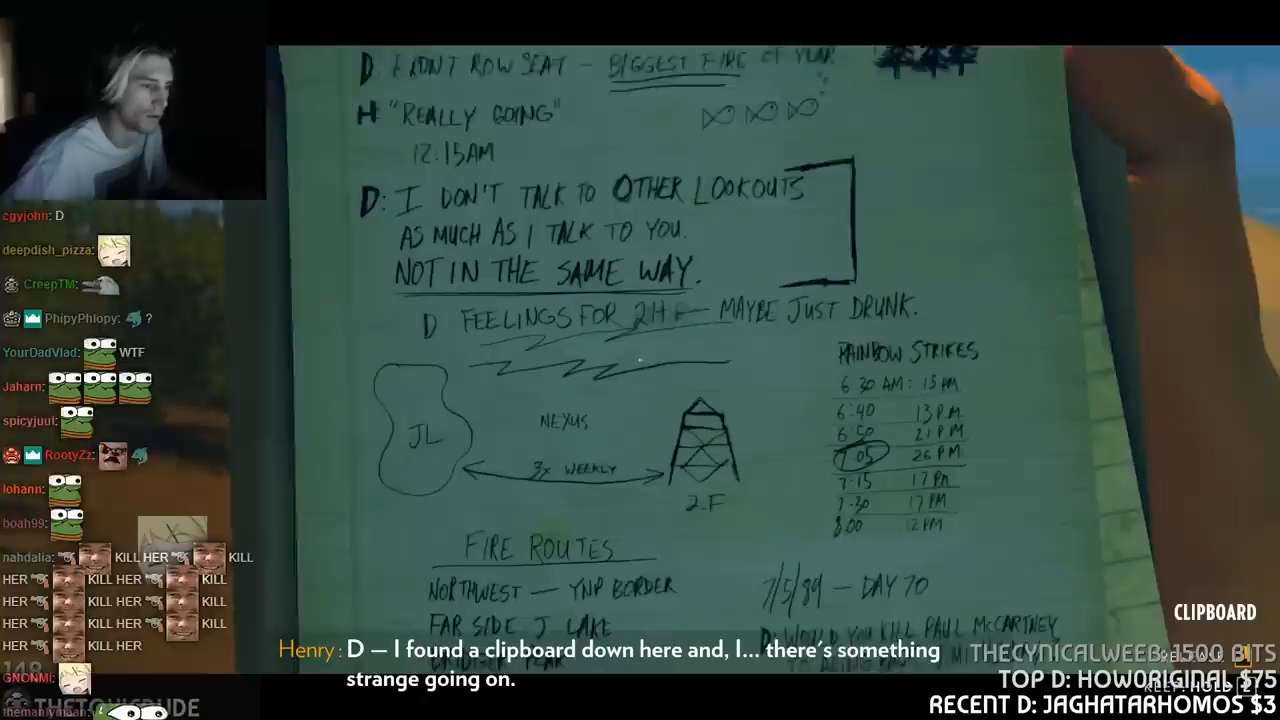 D: FRONT ROW SEAT - BIGGEST FIRE OF YEAR
H: "REALLY GOING"
12:15AM
D: I DON'T TALK TO OTHER LOOKOUTS
AS MUCH AS I TALK TO YOU.
NOT IN THE SAME WAY.
D FEELINGS FOR MAYBE JUST DRUNK.
RAINBOW STRIKES
6:30 AM: 15 PM
6:40 13 PM
6:50 21 PM
7:05 26 PM
7:15 17 PM
7:30 17 PM
8:00 12 PM
JL
NEXUS
3x WEEKLY
2.F
FIRE ROUTES
NORTHWEST — YNP BORDER
FAR SIDE J LAKE
7/5/89 — DAY 70
D: WOULD YOU KILL PAUL McCARTNEY
CLIPBOARD
Henry: D — I found a clipboard down here and, I... there's something
strange going on.
THECYNICALWEEB: 1500 BITS
TOP D: HOWORIGINAL $75
RECENT D: JAGHATARHOMOS $3
KEEP: HOLD
cgyjohn: D
deepdish_pizza:
CreepTM:
PhipyPhlopy: ?
YourDadVlad: WTF
Jaharn:
spicyjuul:
RootyZz:
lohann:
boah99:
nahdalia: KILL HER KILL
HER KILL HER KILL
HER KILL HER KILL
HER KILL HER KILL
HER KILL HER
GNONMI:
themanlyman: